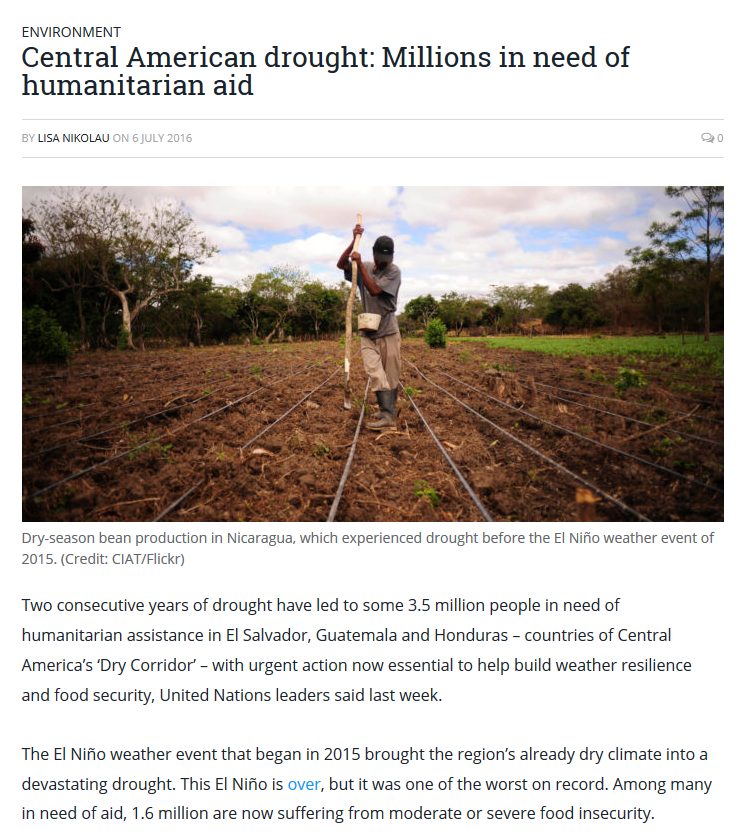 ENVIRONMENT
Central American drought: Millions in need of
humanitarian aid
BY LISA NIKOLAU ON 6 JULY 2016
0
Dry-season bean production in Nicaragua, which experienced drought before the El Niño weather event of
2015. (Credit: CIAT/Flickr)
Two consecutive years of drought have led to some 3.5 million people in need of
humanitarian assistance in El Salvador, Guatemala and Honduras – countries of Central
America’s ‘Dry Corridor’ – with urgent action now essential to help build weather resilience
and food security, United Nations leaders said last week.
The El Niño weather event that began in 2015 brought the region’s already dry climate into a
devastating drought. This El Niño is over, but it was one of the worst on record. Among many
in need of aid, 1.6 million are now suffering from moderate or severe food insecurity.